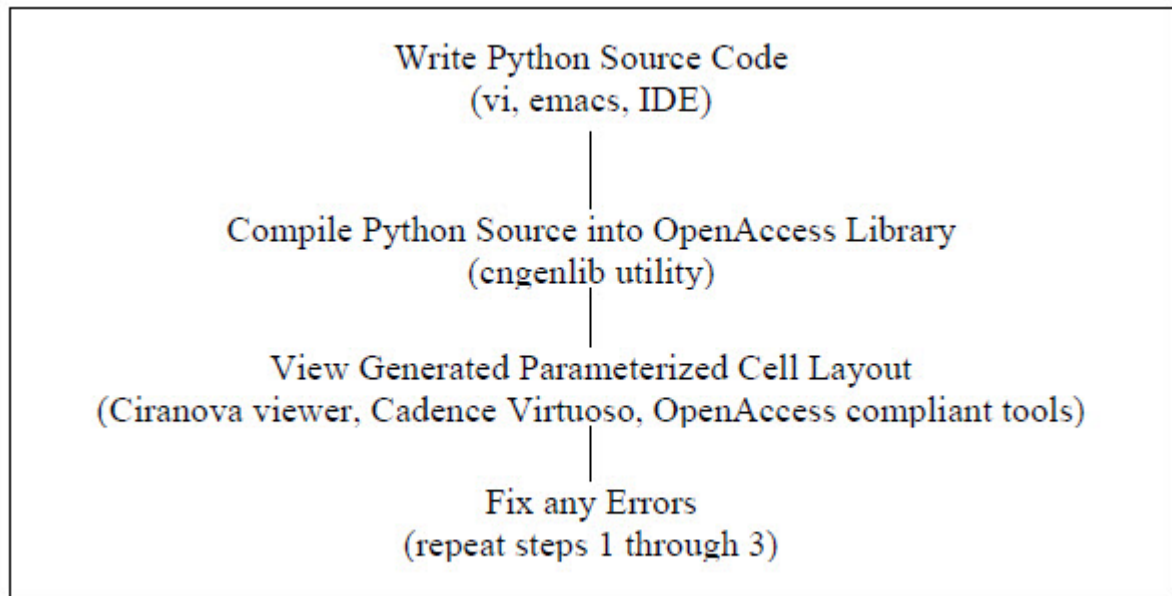 Write Python Source Code
(vi, emacs, IDE)
Compile Python Source into OpenAccess Library
(cngenlib utility)
View Generated Parameterized Cell Layout
(Ciranova viewer, Cadence Virtuoso, OpenAccess compliant tools)
Fix any Errors
(repeat steps 1 through 3)